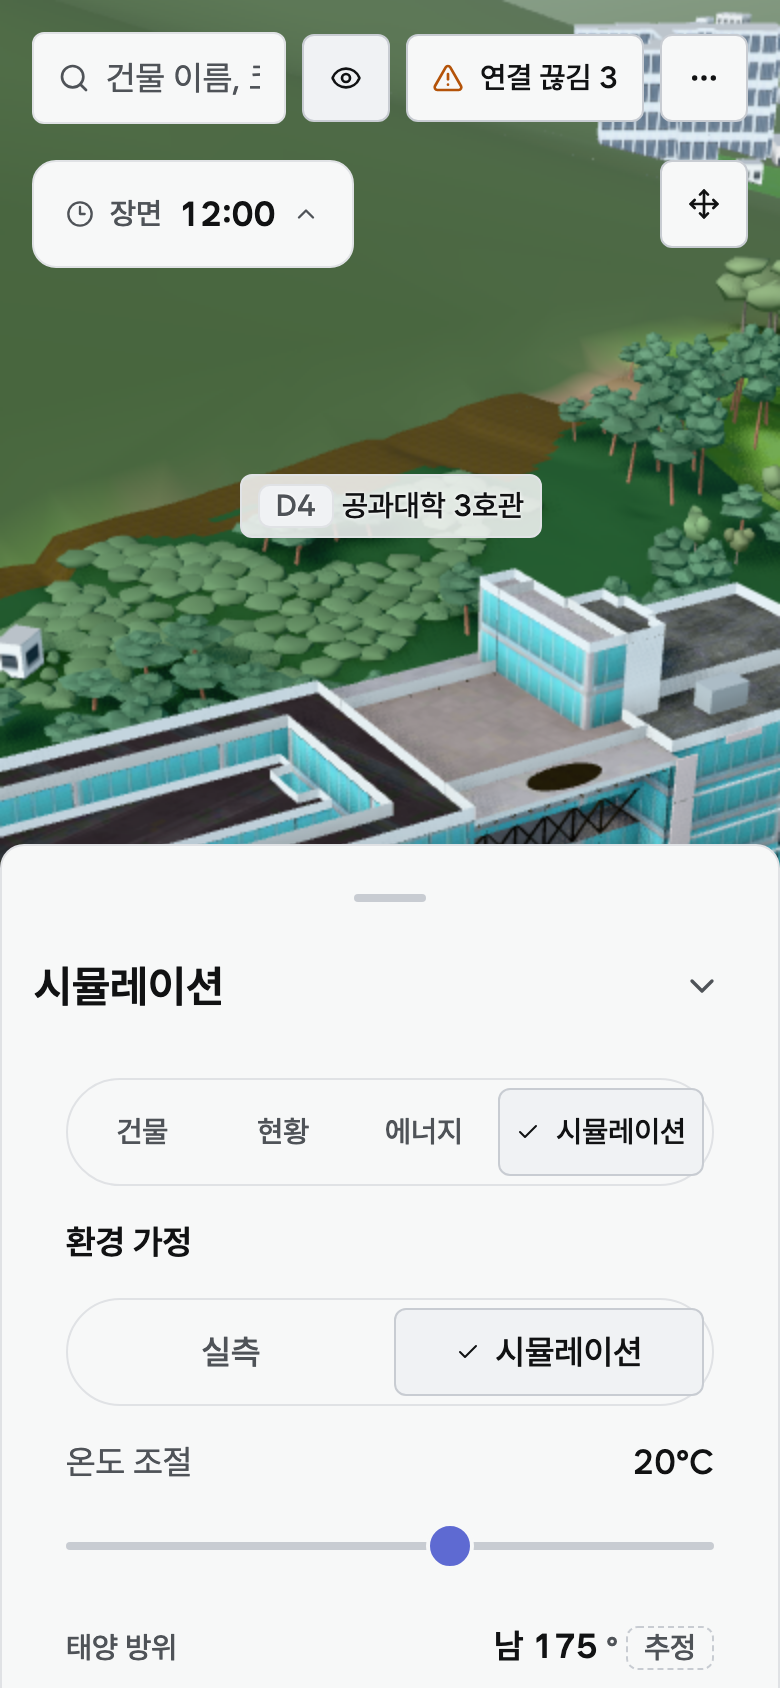 건물 이름,
연결 끊김 3
장면 12:00
D4 공과대학 3호관
시뮬레이션
건물 현황 에너지 시뮬레이션
환경 가정
실측 시뮬레이션
온도 조절 20°C
태양 방위 남 175 ° 추정